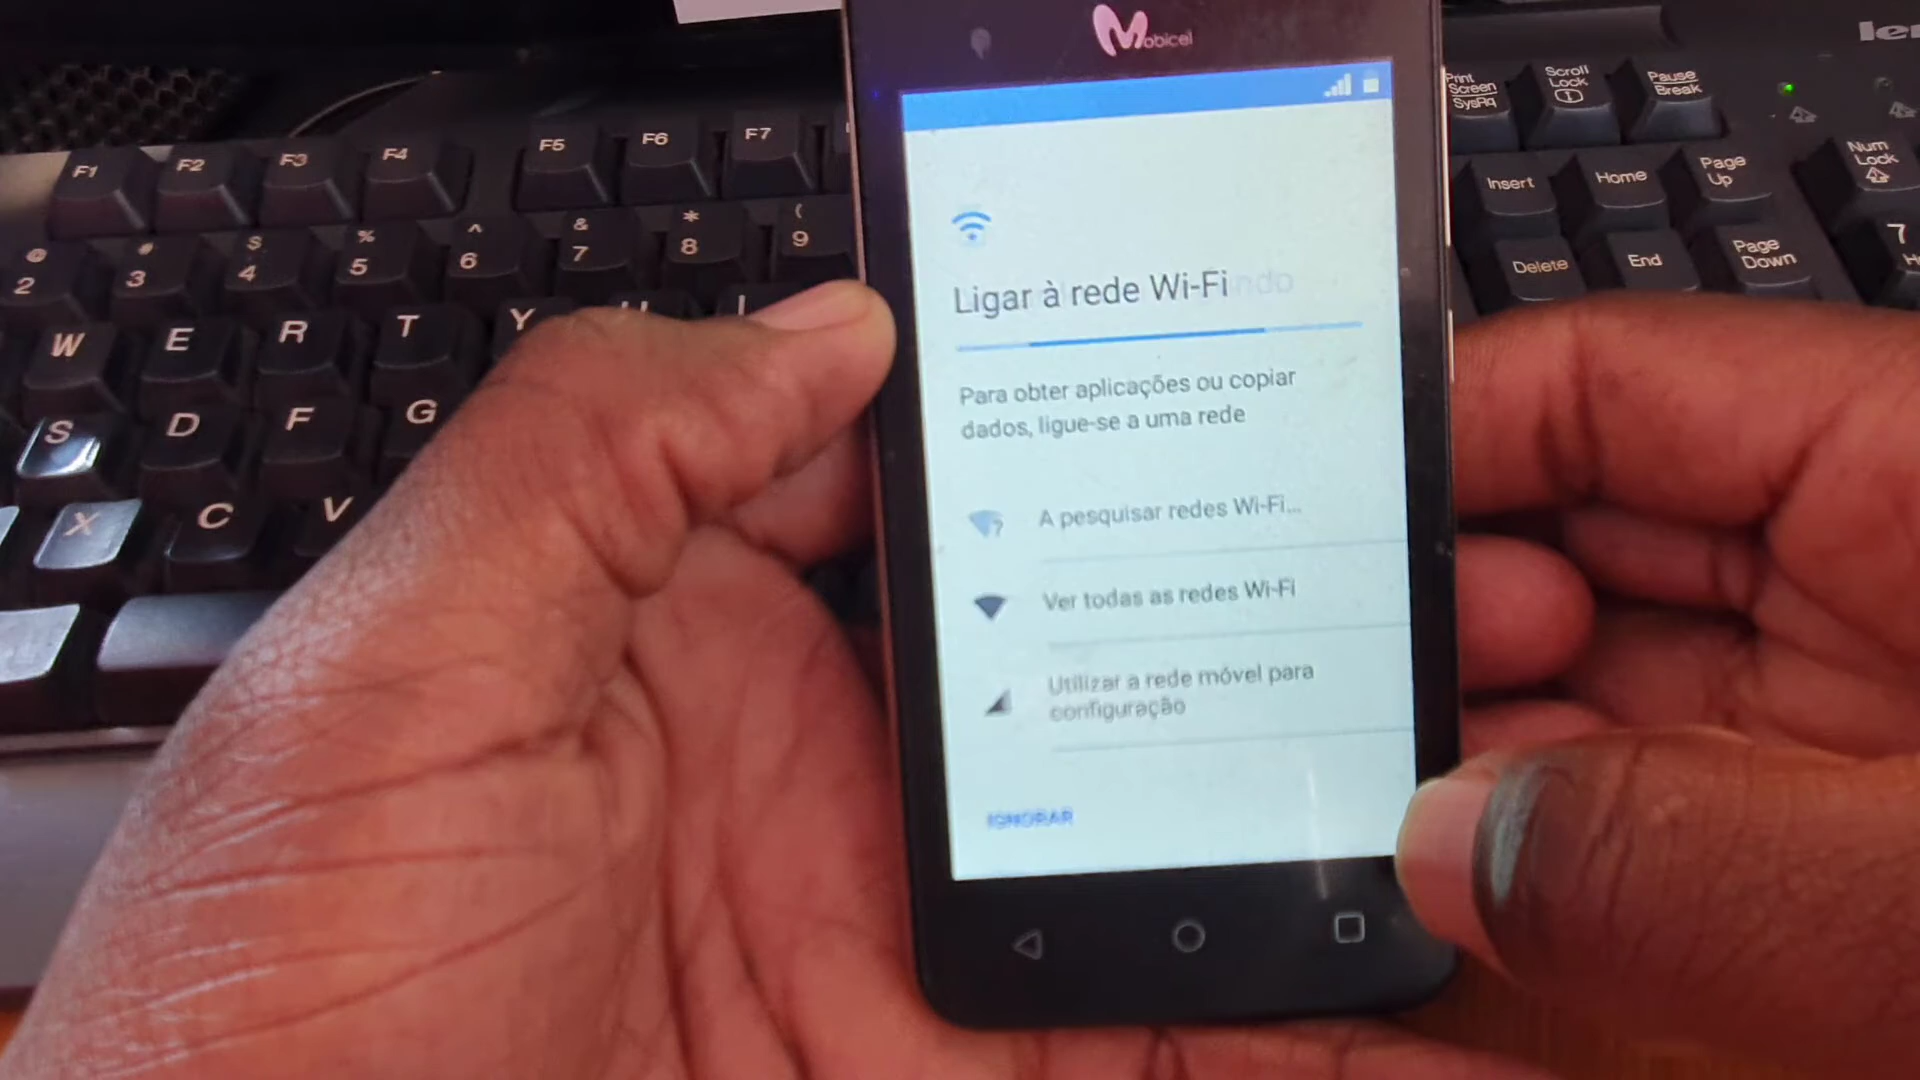 Mobicel
Ligar à rede Wi-Fi
Para obter aplicações ou copiar
dados, ligue-se a uma rede
A pesquisar redes Wi-Fi...
Ver todas as redes Wi-Fi
Utilizar a rede móvel para
configuração
IGNORAR
F1 F2 F3 F4 F5 F6 F7
@ # $ % ^ & * (
2 3 4 5 6 7 8 9
W E R T Y
S D F G
X C V
Print
Screen
SysRq
Scroll
Lock
Pause
Break
Insert Home Page
Up
Num
Lock
Delete End Page
Down
7